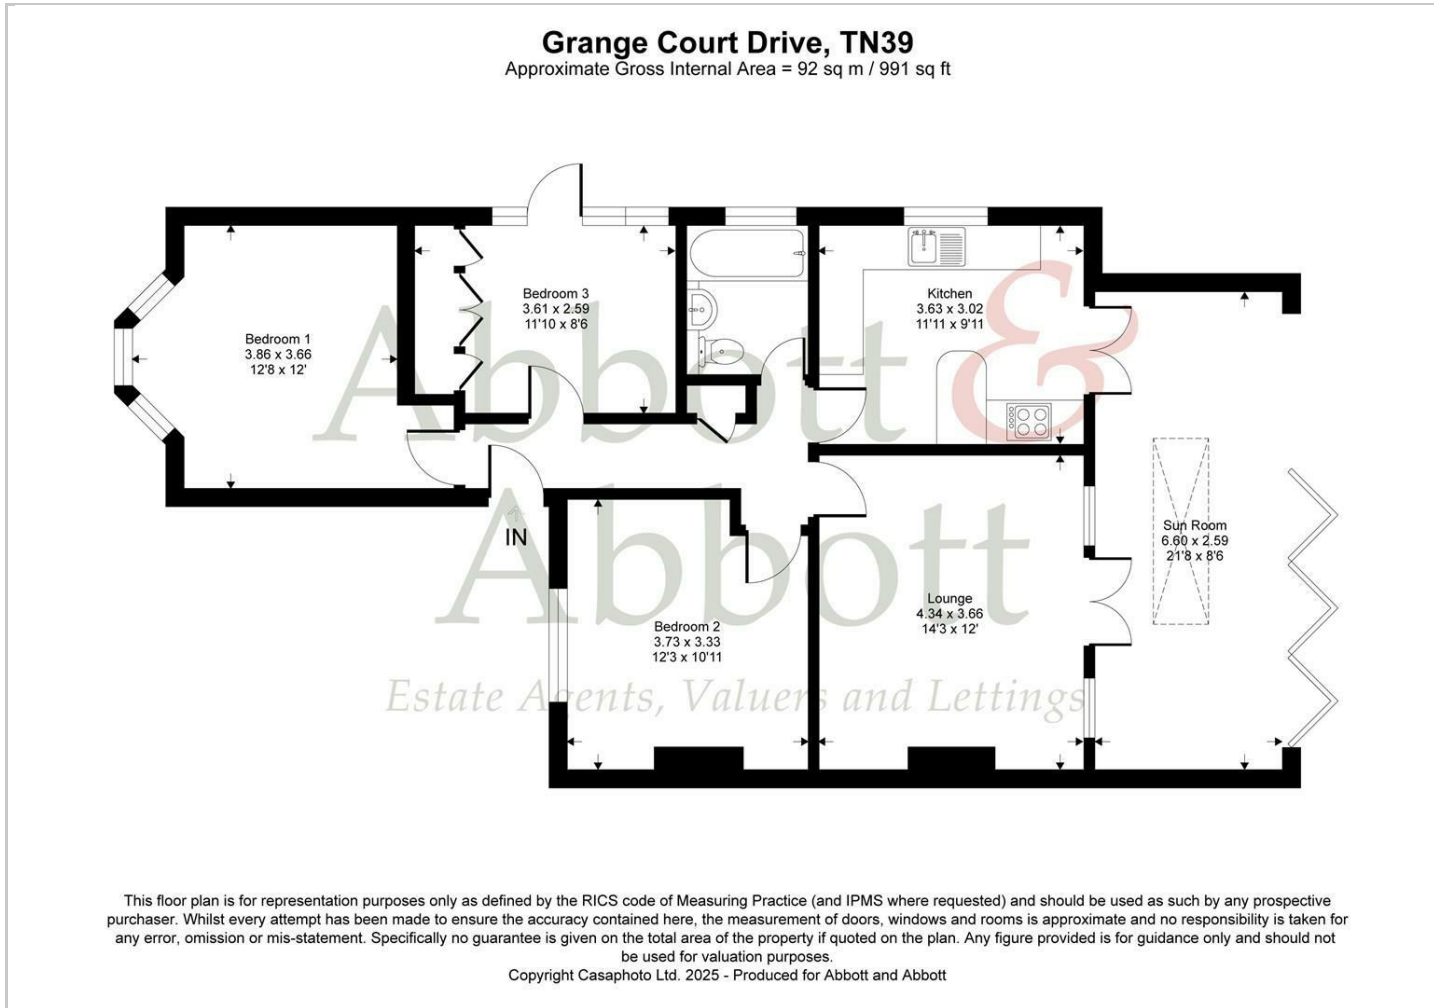 Grange Court Drive, TN39
Approximate Gross Internal Area = 92 sq m / 991 sq ft
Bedroom 1
3.86 x 3.66
12'8 x 12'
Bedroom 3
3.61 x 2.59
11'10 x 8'6
Kitchen
3.63 x 3.02
11'11 x 9'11
Abbott &
Abbott
Estate Agents, Valuers and Lettings
IN
Bedroom 2
3.73 x 3.33
12'3 x 10'11
Lounge
4.34 x 3.66
14'3 x 12'
Sun Room
6.60 x 2.59
21'8 x 8'6
This floor plan is for representation purposes only as defined by the RICS code of Measuring Practice (and IPMS where requested) and should be used as such by any prospective
purchaser. Whilst every attempt has been made to ensure the accuracy contained here, the measurement of doors, windows and rooms is approximate and no responsibility is taken for
any error, omission or mis-statement. Specifically no guarantee is given on the total area of the property if quoted on the plan. Any figure provided is for guidance only and should not
be used for valuation purposes.
Copyright Casaphoto Ltd. 2025 - Produced for Abbott and Abbott